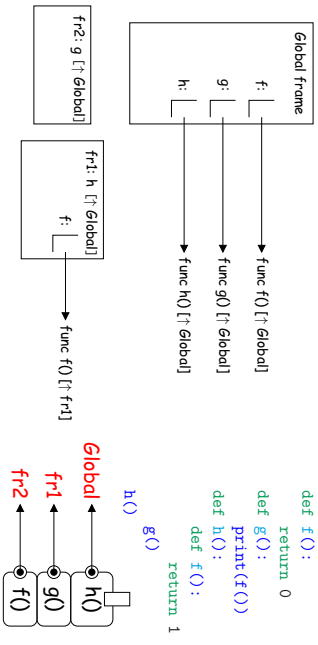 Global frame
f:
g:
h:
func f() [↑ Global]
func g() [↑ Global]
func h() [↑ Global]
fr1: h [↑ Global]
f:
func f() [↑ fr1]
fr2: g [↑ Global]
def f():
return 0
def g():
print(f())
def h():
def f():
return 1
g()
h()
Global
h()
fr1
g()
fr2
f()